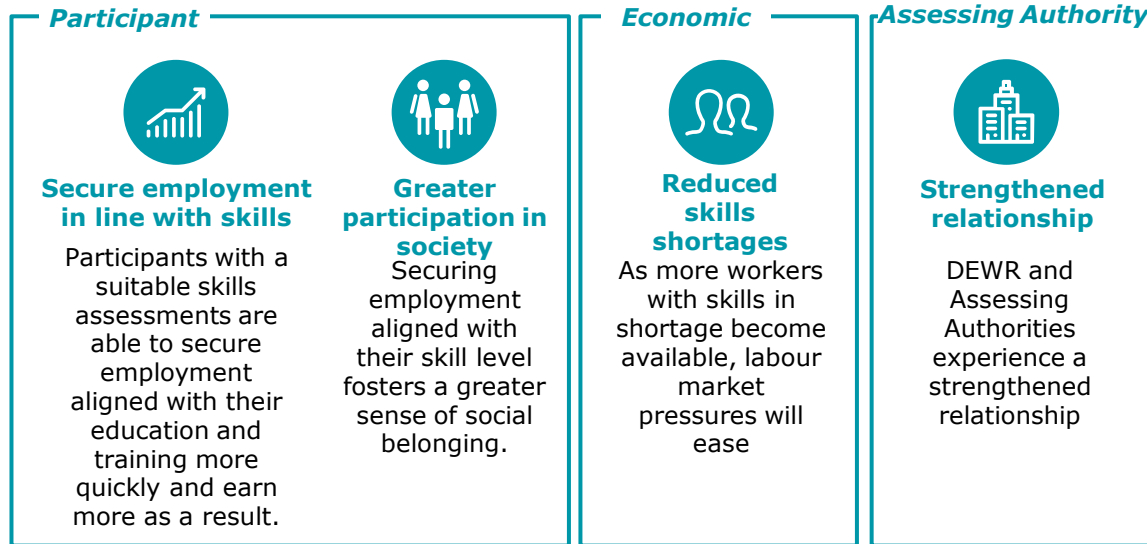 Participant
Secure employment
in line with skills
Participants with a
suitable skills
assessments are
able to secure
employment
aligned with their
education and
training more
quickly and earn
more as a result.
Greater
participation in
society
Securing
employment
aligned with
their skill level
fosters a greater
sense of social
belonging.
Economic
Reduced
skills
shortages
As more workers
with skills in
shortage become
available, labour
market
pressures will
ease
Assessing Authority
Strengthened
relationship
DEWR and
Assessing
Authorities
experience a
strengthened
relationship